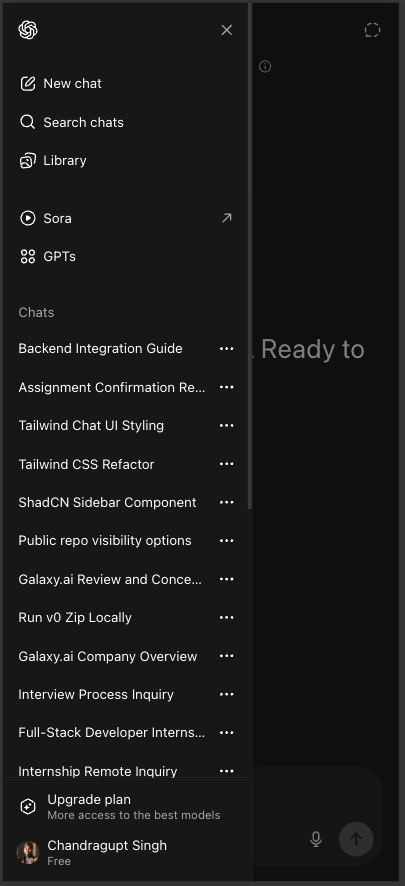 New chat
Search chats
Library
Sora
GPTs
Chats
Backend Integration Guide
Assignment Confirmation Re...
Tailwind Chat UI Styling
Tailwind CSS Refactor
ShadCN Sidebar Component
Public repo visibility options
Galaxy.ai Review and Conce...
Run v0 Zip Locally
Galaxy.ai Company Overview
Interview Process Inquiry
Full-Stack Developer Interns...
Internship Remote Inquiry
Upgrade plan
More access to the best models
Chandragupt Singh
Free
. Ready to